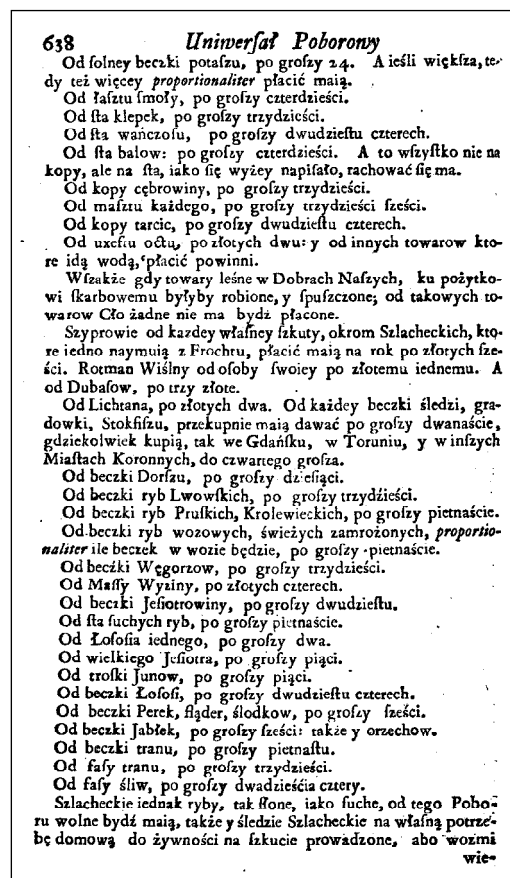 638 Uniwerſał Poborowy
Od ſolney beczki potaſzu, po groſzy 24. A ieśli większa, te-
dy też więcey proportionaliter płacić maią.
Od łaſztu ſmoły, po groſzy czterdzieści.
Od ſta klepek, po groſzy trzydzieści.
Od ſta wańczoſu, po groſzy dwudzieſtu czterech.
Od ſta balow: po groſzy czterdzieści. A to wſzyſtko nie na
kopy, ale na ſta, iako ſię wyżey napiſało, rachować ſię ma.
Od kopy cębrowiny, po groſzy trzydzieści.
Od maſztu każdego, po groſzy trzydzieści ſześci.
Od kopy tarcic, po groſzy dwudzieſtu czterech.
Od uxefiu octu, po złotych dwu: y od innych towarow kto-
re idą wodą, płacić powinni.
Wſzakże gdy towary leśne w Dobrach Naſzych, ku pożytko-
wi ſkarbowemu byłyby robione, y ſpuſzczone; od takowych to-
warow Cło żadne nie ma bydź płacone.
Szyprowie od kazdey właſney ſzkuty, okrom Szlacheckich, kto-
re iedno naymuią z Frochtu, płacić maią na rok po złotych ſze-
ści. Rotman Wiślny od oſoby ſwoiey po złotemu iednemu. A
od Dubaſow, po trzy złote.
Od Lichtana, po złotych dwa. Od każdey beczki śledzi, gra-
dowki, Stokfiſzu, przekupnie maią dawać po groſzy dwanaście,
gdziekolwiek kupią, tak we Gdańſku, w Toruniu, y w inſzych
Miaſtach Koronnych, do czwartego groſza.
Od beczki Dorſzu, po groſzy dzieſiąci.
Od beczki ryb Lwowſkich, po groſzy trzydzieści.
Od beczki ryb Pruſkich, Krolewieckich, po groſzy pietnaście.
Od beczki ryb wozowych, świeżych zamrożonych, proportio-
naliter ile beczek w wozie będzie, po groſzy pietnaście.
Od beczki Węgorzow, po groſzy trzydzieści.
Od Maſſy Wyziny, po złotych czterech.
Od beczki Jeſiotrowiny, po groſzy dwudzieſtu.
Od ſta ſuchych ryb, po groſzy pietnaście.
Od Łoſoſia iednego, po groſzy dwa.
Od wielkiego Jeſiotra, po groſzy piąci.
Od troſki Junow, po groſzy piąci.
Od beczki Łoſoſi, po groſzy dwudzieſtu czterech.
Od beczki Perek, fląder, ślodkow, po groſzy ſześci.
Od beczki Jabłek, po groſzy ſześci: także y orzechow.
Od beczki tranu, po groſzy pietnaſtu.
Od faſy tranu, po groſzy trzydzieści.
Od faſy śliw, po groſzy dwadzieścia cztery.
Szlacheckie iednak ryby, tak ſłone, iako ſuche, od tego Pobo-
ru wolne bydź maią, także y śledzie Szlacheckie na właſną potrze-
bę domową do żywności na ſzkucie prowadzone, abo wozmi
wie-